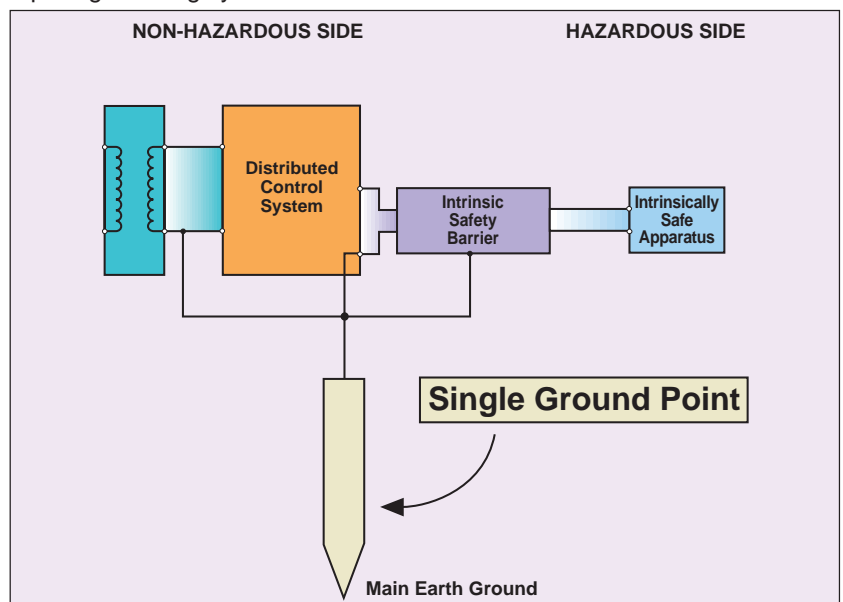 NON-HAZARDOUS SIDE
HAZARDOUS SIDE
Distributed
Control
System
Intrinsic
Safety
Barrier
Intrinsically
Safe
Apparatus
Single Ground Point
Main Earth Ground